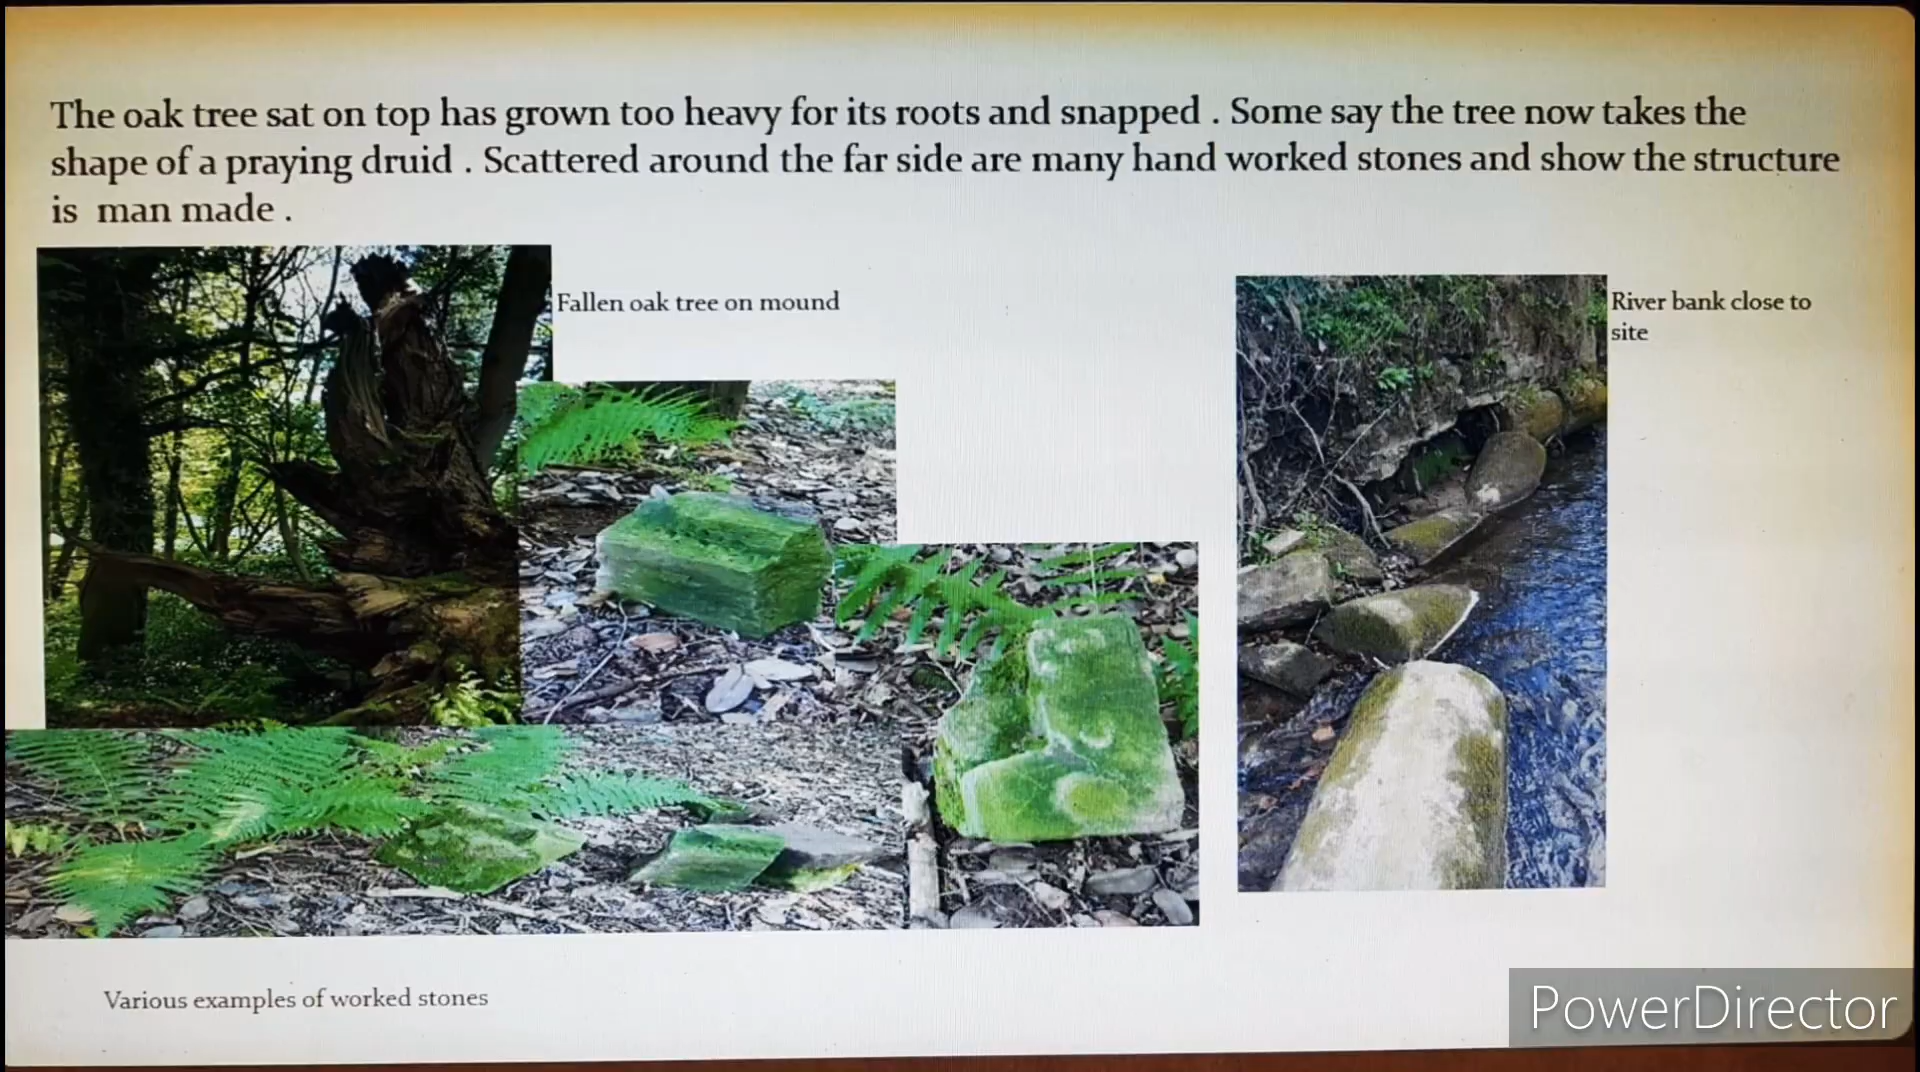 The oak tree sat on top has grown too heavy for its roots and snapped . Some say the tree now takes the
shape of a praying druid . Scattered around the far side are many hand worked stones and show the structure
is  man made .
Fallen oak tree on mound
River bank close to
site
Various examples of worked stones
PowerDirector